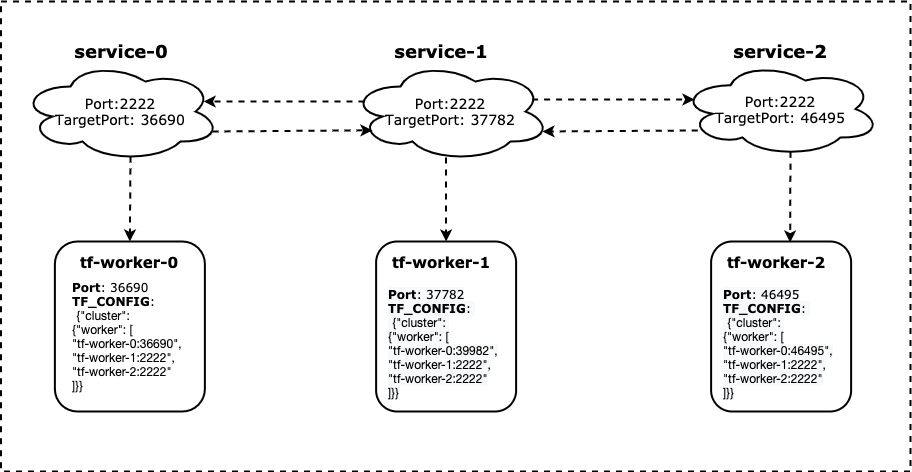 service-0
Port:2222
TargetPort: 36690
service-1
Port:2222
TargetPort: 37782
service-2
Port:2222
TargetPort: 46495
tf-worker-0
Port: 36690
TF_CONFIG:
{"cluster":
{"worker": [
"tf-worker-0:36690",
"tf-worker-1:2222",
"tf-worker-2:2222"
]}}
tf-worker-1
Port: 37782
TF_CONFIG:
{"cluster":
{"worker": [
"tf-worker-0:39982",
"tf-worker-1:2222",
"tf-worker-2:2222"
]}}
tf-worker-2
Port: 46495
TF_CONFIG:
{"cluster":
{"worker": [
"tf-worker-0:46495",
"tf-worker-1:2222",
"tf-worker-2:2222"
]}}